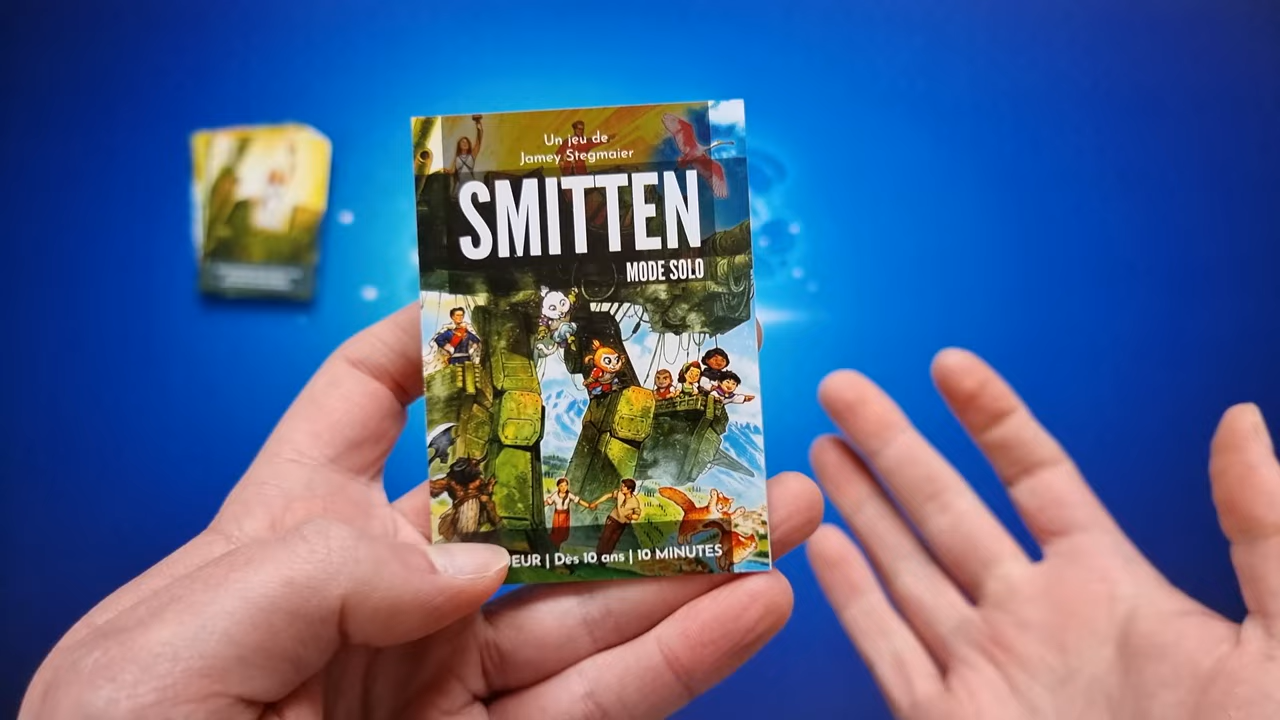 Un jeu de
Jamey Stegmaier
SMITTEN
MODE SOLO
EUR | Dès 10 ans | 10 MINUTES